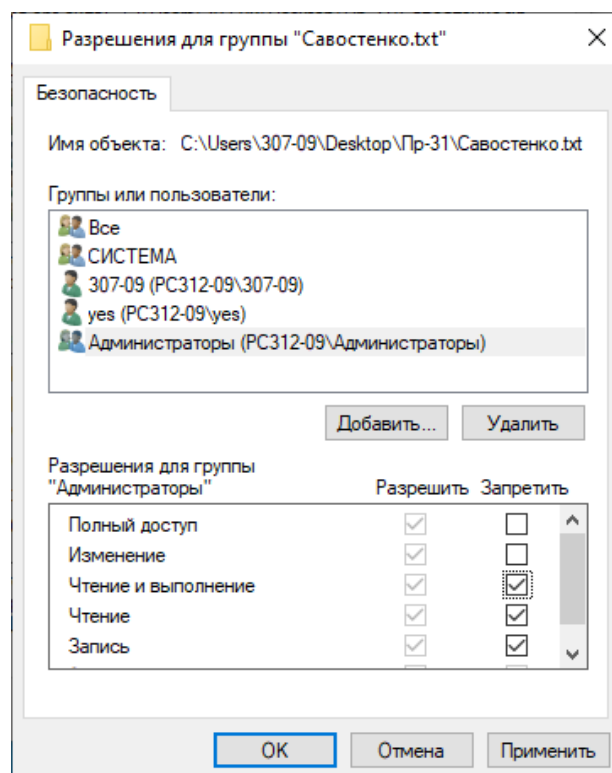 Разрешения для группы "Савостенко.txt"
Безопасность
Имя объекта: C:\Users\307-09\Desktop\Пр-31\Савостенко.txt
Группы или пользователи:
Все
СИСТЕМА
307-09 (PC312-09\307-09)
yes (PC312-09\yes)
Администраторы (PC312-09\Администраторы)
Добавить... Удалить
Разрешения для группы
"Администраторы" Разрешить Запретить
Полный доступ
Изменение
Чтение и выполнение
Чтение
Запись
ОК Отмена Применить